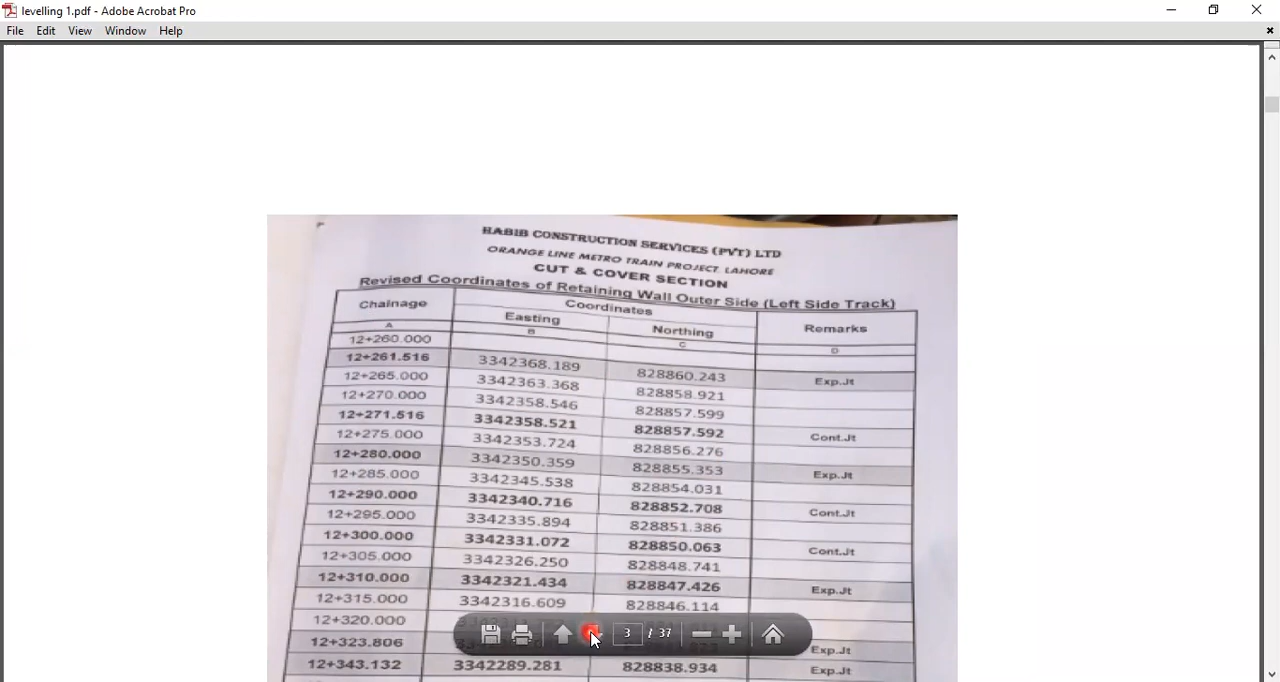 levelling 1.pdf - Adobe Acrobat Pro
File Edit View Window Help
HABIB CONSTRUCTION SERVICES (PVT) LTD
ORANGE LINE METRO TRAIN PROJECT LAHORE
CUT & COVER SECTION
Revised Coordinates of Retaining Wall Outer Side (Left Side Track)
Chainage Coordinates Remarks
Easting Northing
A B C D
12+260.000
12+261.516 3342368.189 828860.243 Exp.Jt
12+265.000 3342363.368 828858.921
12+270.000 3342358.546 828857.599
12+271.516 3342358.521 828857.592 Cont.Jt
12+275.000 3342353.724 828856.276
12+280.000 3342350.359 828855.353 Exp.Jt
12+285.000 3342345.538 828854.031
12+290.000 3342340.716 828852.708 Cont.Jt
12+295.000 3342335.894 828851.386
12+300.000 3342331.072 828850.063 Cont.Jt
12+305.000 3342326.250 828848.741
12+310.000 3342321.434 828847.426 Exp.Jt
12+315.000 3342316.609 828846.114
12+320.000
12+323.806 Exp.Jt
12+343.132 3342289.281 828838.934 Exp.Jt
3 / 37